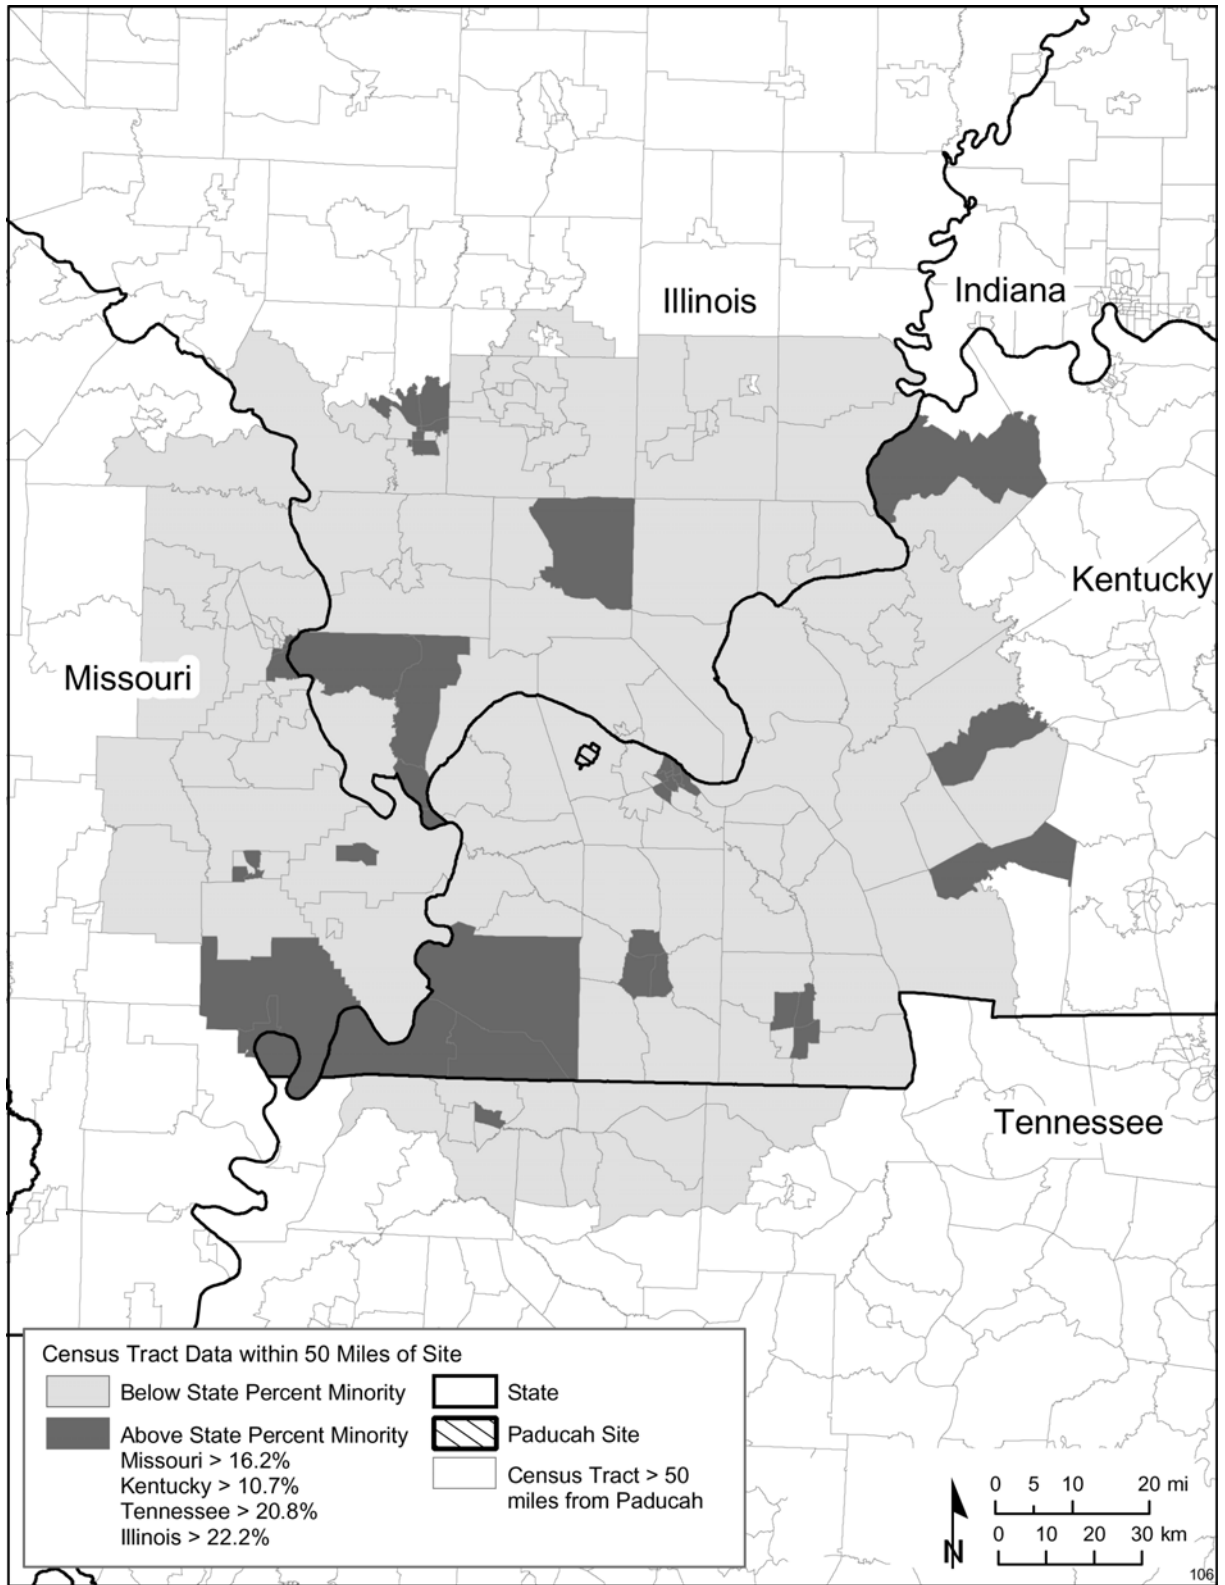 Illinois
Indiana
Kentucky
Missouri
Tennessee
Census Tract Data within 50 Miles of Site
Below State Percent Minority
Above State Percent Minority
Missouri > 16.2%
Kentucky > 10.7%
Tennessee > 20.8%
Illinois > 22.2%
State
Paducah Site
Census Tract > 50
miles from Paducah
0 5 10 20 mi
0 10 20 30 km
N
106